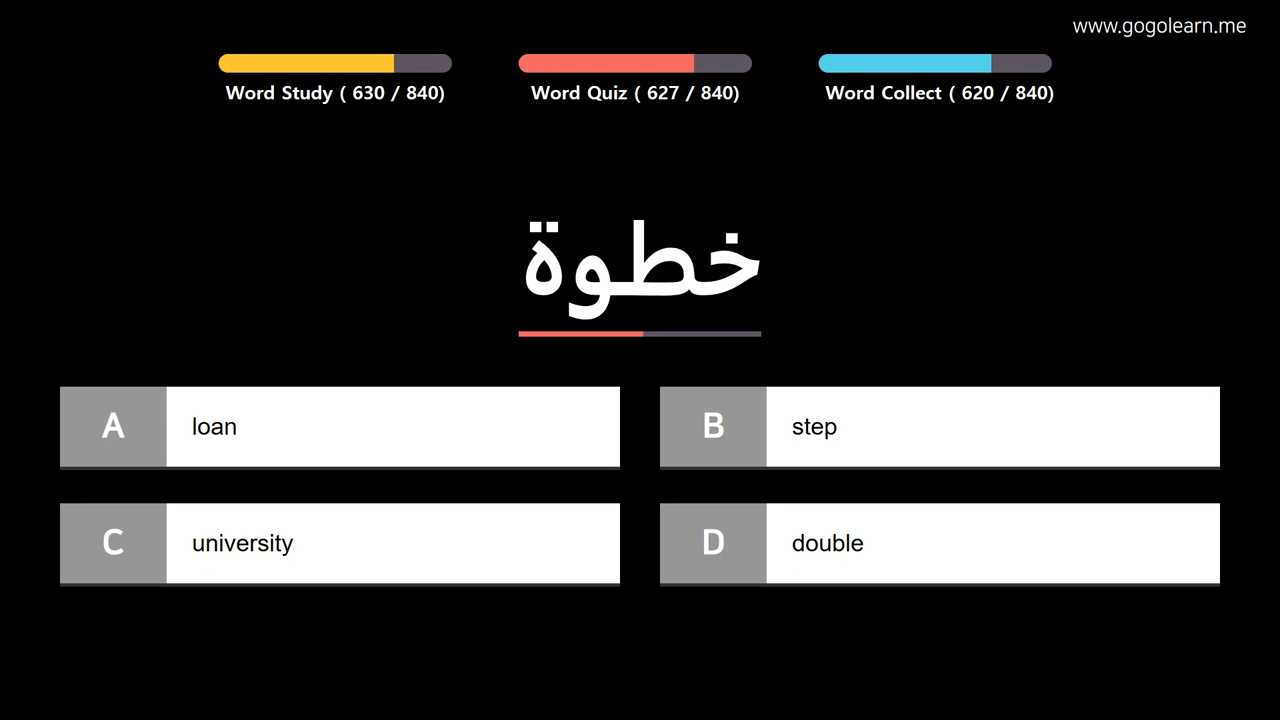 www.gogolearn.me
Word Study ( 630 / 840)
Word Quiz ( 627 / 840)
Word Collect ( 620 / 840)
خطوة
A loan
B step
C university
D double